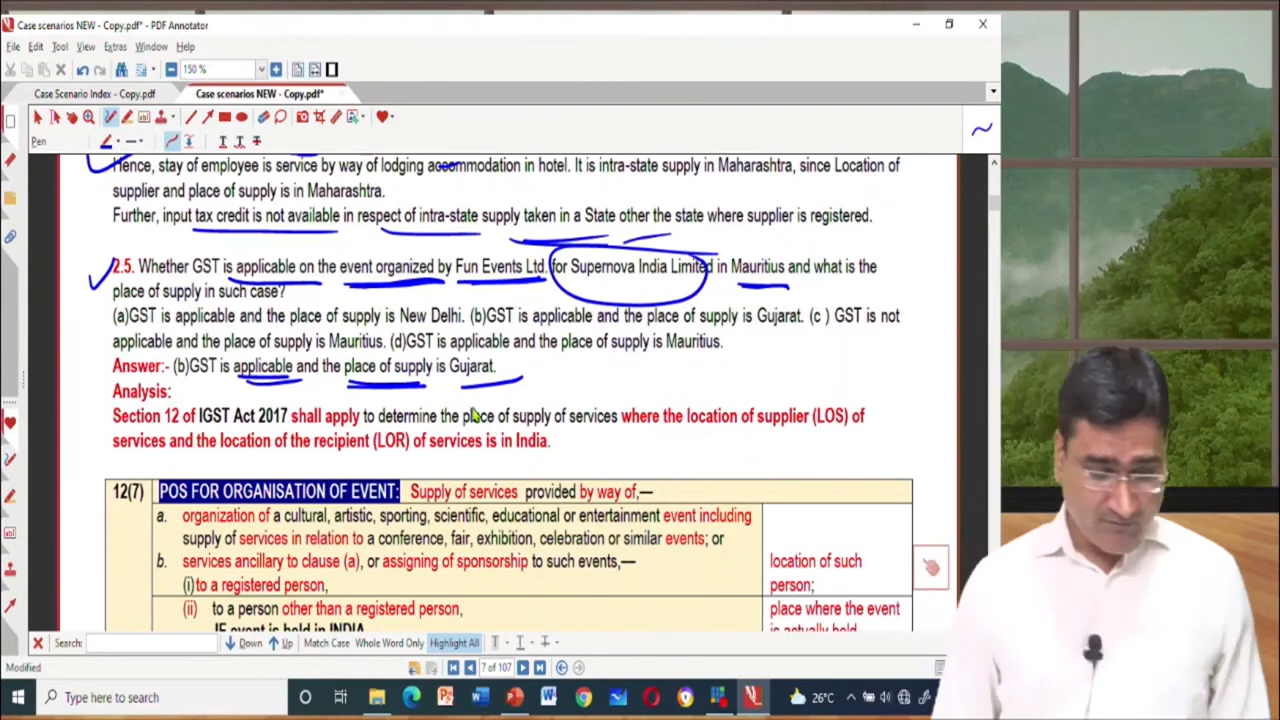 Case scenarios NEW - Copy.pdf* - PDF Annotator
File Edit Tool View Extras Window Help
150 %
Case Scenario Index - Copy.pdf Case scenarios NEW - Copy.pdf*
Pen
Hence, stay of employee is service by way of lodging accommodation in hotel. It is intra-state supply in Maharashtra, since Location of
supplier and place of supply is in Maharashtra.
Further, input tax credit is not available in respect of intra-state supply taken in a State other the state where supplier is registered.
2.5. Whether GST is applicable on the event organized by Fun Events Ltd. for Supernova India Limited in Mauritius and what is the
place of supply in such case?
(a)GST is applicable and the place of supply is New Delhi. (b)GST is applicable and the place of supply is Gujarat. (c ) GST is not
applicable and the place of supply is Mauritius. (d)GST is applicable and the place of supply is Mauritius.
Answer:- (b)GST is applicable and the place of supply is Gujarat.
Analysis:
Section 12 of IGST Act 2017 shall apply to determine the place of supply of services where the location of supplier (LOS) of
services and the location of the recipient (LOR) of services is in India.
12(7) POS FOR ORGANISATION OF EVENT: Supply of services provided by way of,—
a. organization of a cultural, artistic, sporting, scientific, educational or entertainment event including
supply of services in relation to a conference, fair, exhibition, celebration or similar events; or
b. services ancillary to clause (a), or assigning of sponsorship to such events,— location of such
(i)to a registered person, person;
(ii) to a person other than a registered person, place where the event
IF event is held in INDIA is actually held
Search: Down Up Match Case Whole Word Only Highlight All
Modified 7 of 107
Type here to search 26°C